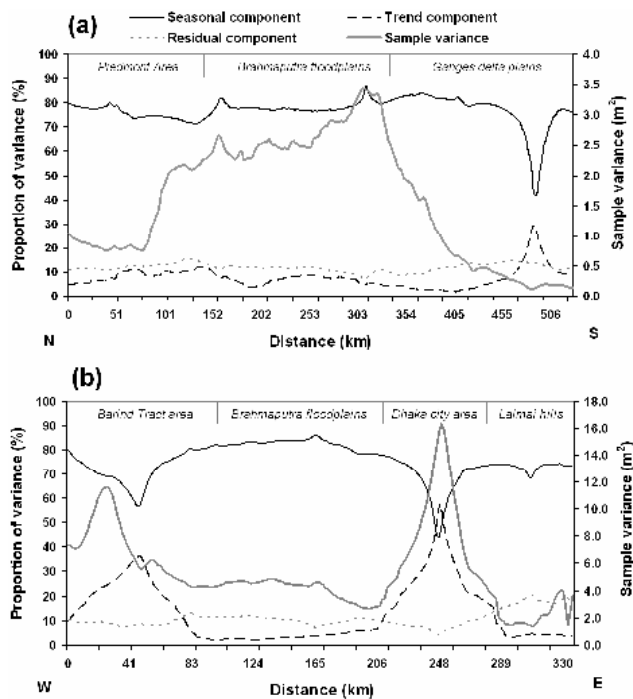 (a)
Seasonal component
Trend component
Residual component
Sample variance
Piedmont Area
Brahmaputra floodplains
Ganges delta plains
Proportion of variance (%)
100
90
80
70
60
50
40
30
20
10
0
4.0
3.5
3.0
2.5
2.0
1.5
1.0
0.5
0.0
Sample variance (m²)
0 51 101 152 202 253 303 354 405 455 506
N Distance (km) S
(b)
Barind Tract area
Brahmaputra floodplains
Dhaka city area
Lalmai hills
Proportion of variance (%)
100
90
80
70
60
50
40
30
20
10
0
18.0
16.0
14.0
12.0
10.0
8.0
6.0
4.0
2.0
0.0
Sample variance (m²)
0 41 83 124 165 206 248 289 330
W Distance (km) E